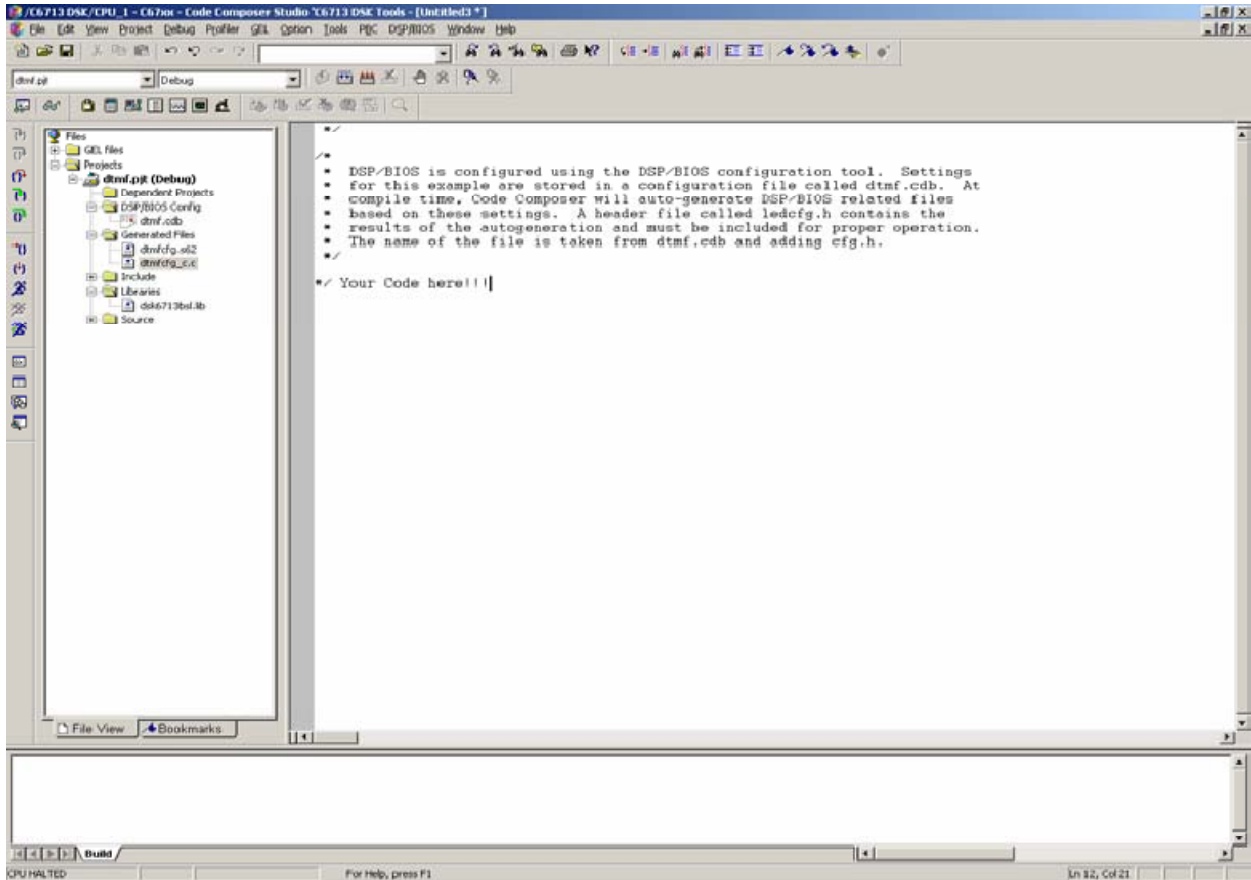 /C6713 DSK/CPU_1 - C67xx - Code Composer Studio 'C6713 DSK Tools - [Untitled3 *]
File Edit View Project Debug Profiler GEL Option Tools PBC DSP/BIOS Window Help
dtmf.pjt Debug
Files
GEL files
Projects
dtmf.pjt (Debug)
Dependent Projects
DSP/BIOS Config
dtmf.cdb
Generated Files
dtmfcfg.s62
dtmfcfg_c.c
Include
Libraries
dsk6713bsl.lib
Source
File View Bookmarks
*/
/*
* DSP/BIOS is configured using the DSP/BIOS configuration tool. Settings
* for this example are stored in a configuration file called dtmf.cdb. At
* compile time, Code Composer will auto-generate DSP/BIOS related files
* based on these settings. A header file called ledcfg.h contains the
* results of the autogeneration and must be included for proper operation.
* The name of the file is taken from dtmf.cdb and adding cfg.h.
*/
*/ Your Code here!!!
Build
CPU HALTED For Help, press F1 Ln 12, Col 21